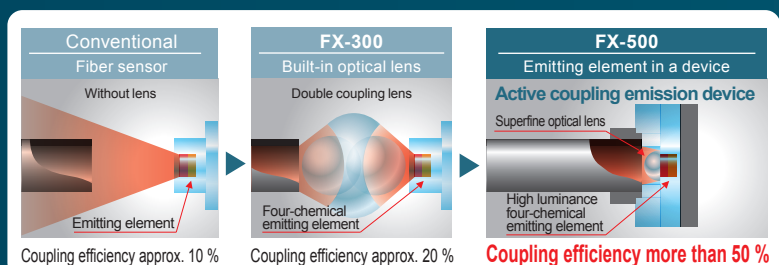 Conventional
Fiber sensor
Without lens
Emitting element
Coupling efficiency approx. 10 %
FX-300
Built-in optical lens
Double coupling lens
Four-chemical
emitting element
Coupling efficiency approx. 20 %
FX-500
Emitting element in a device
Active coupling emission device
Superfine optical lens
High luminance
four-chemical
emitting element
Coupling efficiency more than 50 %